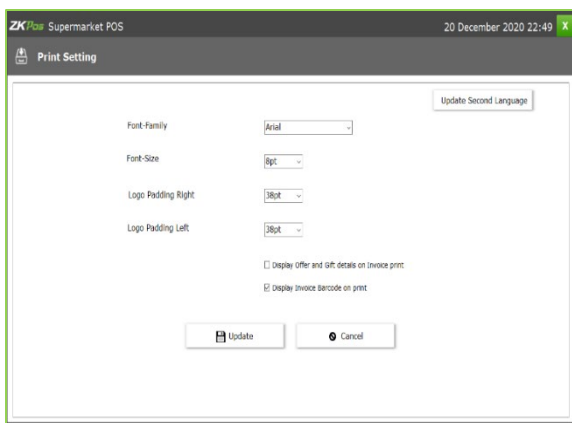 ZKPos Supermarket POS 20 December 2020 22:49 X
Print Setting
Update Second Language
Font-Family Arial
Font-Size 8pt
Logo Padding Right 38pt
Logo Padding Left 38pt
Display Offer and Gift details on Invoice print
Display Invoice Barcode on print
Update Cancel